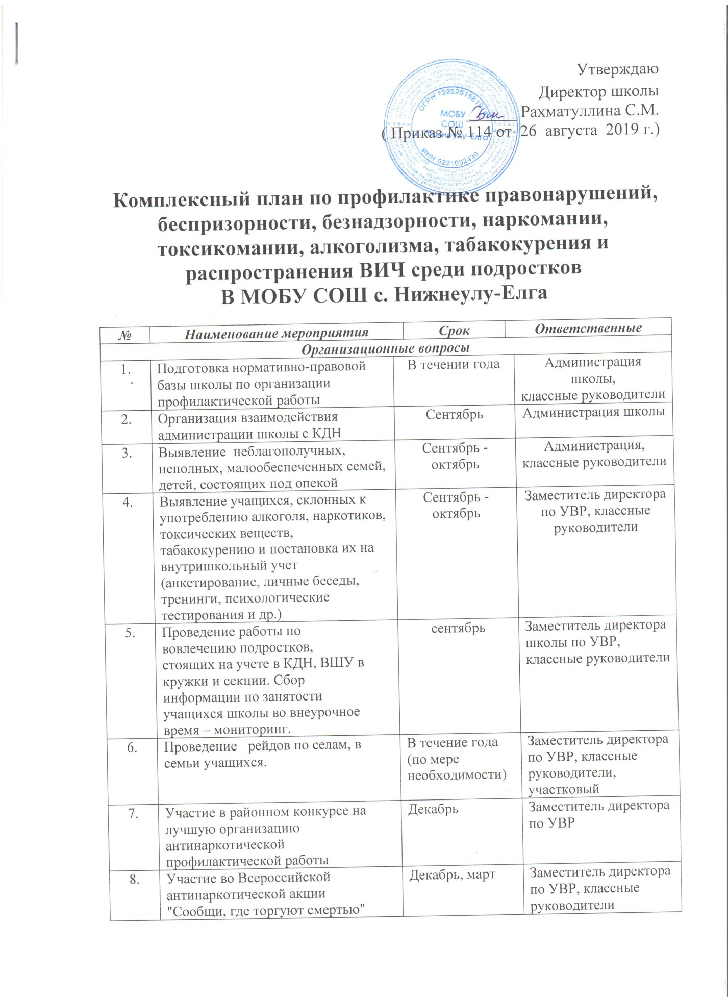 Утверждаю
Директор школы
Рахматуллина С.М.
( Приказ № 114 от 26 августа 2019 г.)
ОГРН 1020201581918
МОБУ
СОШ
Нижнеулу-Елга
ИНН 0221002430
Комплексный план по профилактике правонарушений,
беспризорности, безнадзорности, наркомании,
токсикомании, алкоголизма, табакокурения и
распространения ВИЧ среди подростков
В МОБУ СОШ с. Нижнеулу-Елга
№ Наименование мероприятия Срок Ответственные
Организационные вопросы
1.
Подготовка нормативно-правовой
базы школы по организации
профилактической работы
В течении года
Администрация
школы,
классные руководители
2.
Организация взаимодействия
администрации школы с КДН
Сентябрь
Администрация школы
3.
Выявление неблагополучных,
неполных, малообеспеченных семей,
детей, состоящих под опекой
Сентябрь -
октябрь
Администрация,
классные руководители
4.
Выявление учащихся, склонных к
употреблению алкоголя, наркотиков,
токсических веществ,
табакокурению и постановка их на
внутришкольный учет
(анкетирование, личные беседы,
тренинги, психологические
тестирования и др.)
Сентябрь -
октябрь
Заместитель директора
по УВР, классные
руководители
5.
Проведение работы по
вовлечению подростков,
стоящих на учете в КДН, ВШУ в
кружки и секции. Сбор
информации по занятости
учащихся школы во внеурочное
время – мониторинг.
сентябрь
Заместитель директора
школы по УВР,
классные руководители
6.
Проведение рейдов по селам, в
семьи учащихся.
В течение года
(по мере
необходимости)
Заместитель директора
по УВР, классные
руководители,
участковый
7.
Участие в районном конкурсе на
лучшую организацию
антинаркотической
профилактической работы
Декабрь
Заместитель директора
по УВР
8.
Участие во Всероссийской
антинаркотической акции
"Сообщи, где торгуют смертью"
Декабрь, март
Заместитель директора
по УВР, классные
руководители